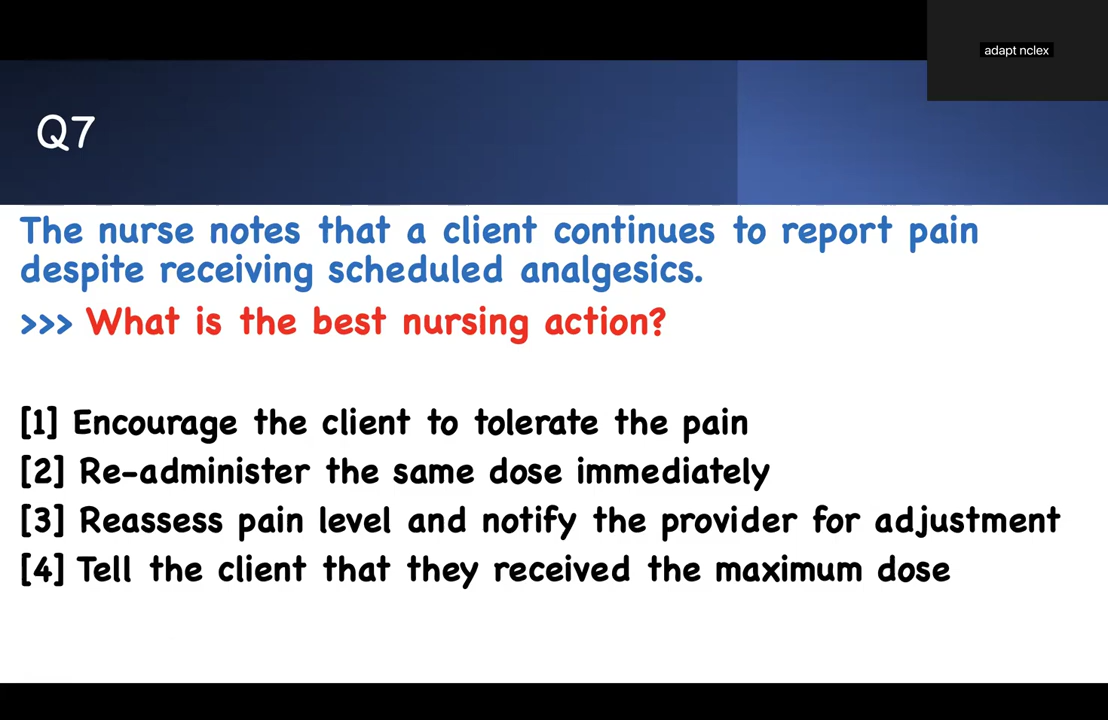 adapt nclex
Q7
The nurse notes that a client continues to report pain
despite receiving scheduled analgesics.
>>> What is the best nursing action?
[1] Encourage the client to tolerate the pain
[2] Re-administer the same dose immediately
[3] Reassess pain level and notify the provider for adjustment
[4] Tell the client that they received the maximum dose